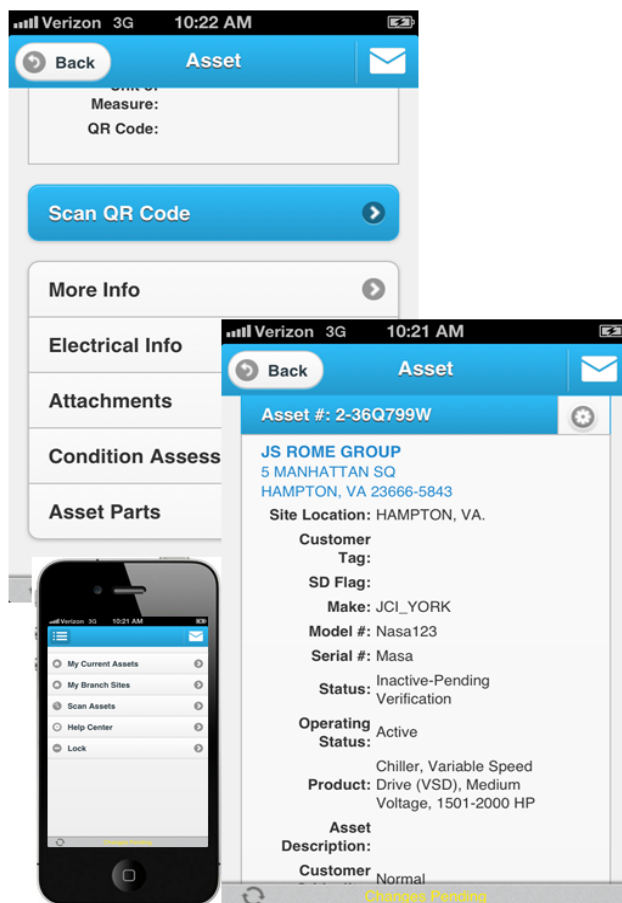 Verizon 3G 10:22 AM
Back Asset
Measure:
QR Code:
Scan QR Code
More Info
Electrical Info
Attachments
Condition Assess
Asset Parts
Verizon 3G 10:21 AM
Back Asset
Asset #: 2-36Q799W
JS ROME GROUP
5 MANHATTAN SQ
HAMPTON, VA 23666-5843
Site Location: HAMPTON, VA.
Customer
Tag:
SD Flag:
Make: JCI_YORK
Model #: Nasa123
Serial #: Masa
Status: Inactive-Pending
Verification
Operating
Status: Active
Product: Chiller, Variable Speed
Drive (VSD), Medium
Voltage, 1501-2000 HP
Asset
Description:
Customer
Normal
Changes Pending
Verizon 3G 10:21 AM
My Current Assets
My Branch Sites
Scan Assets
Help Center
Lock
Changes Pending